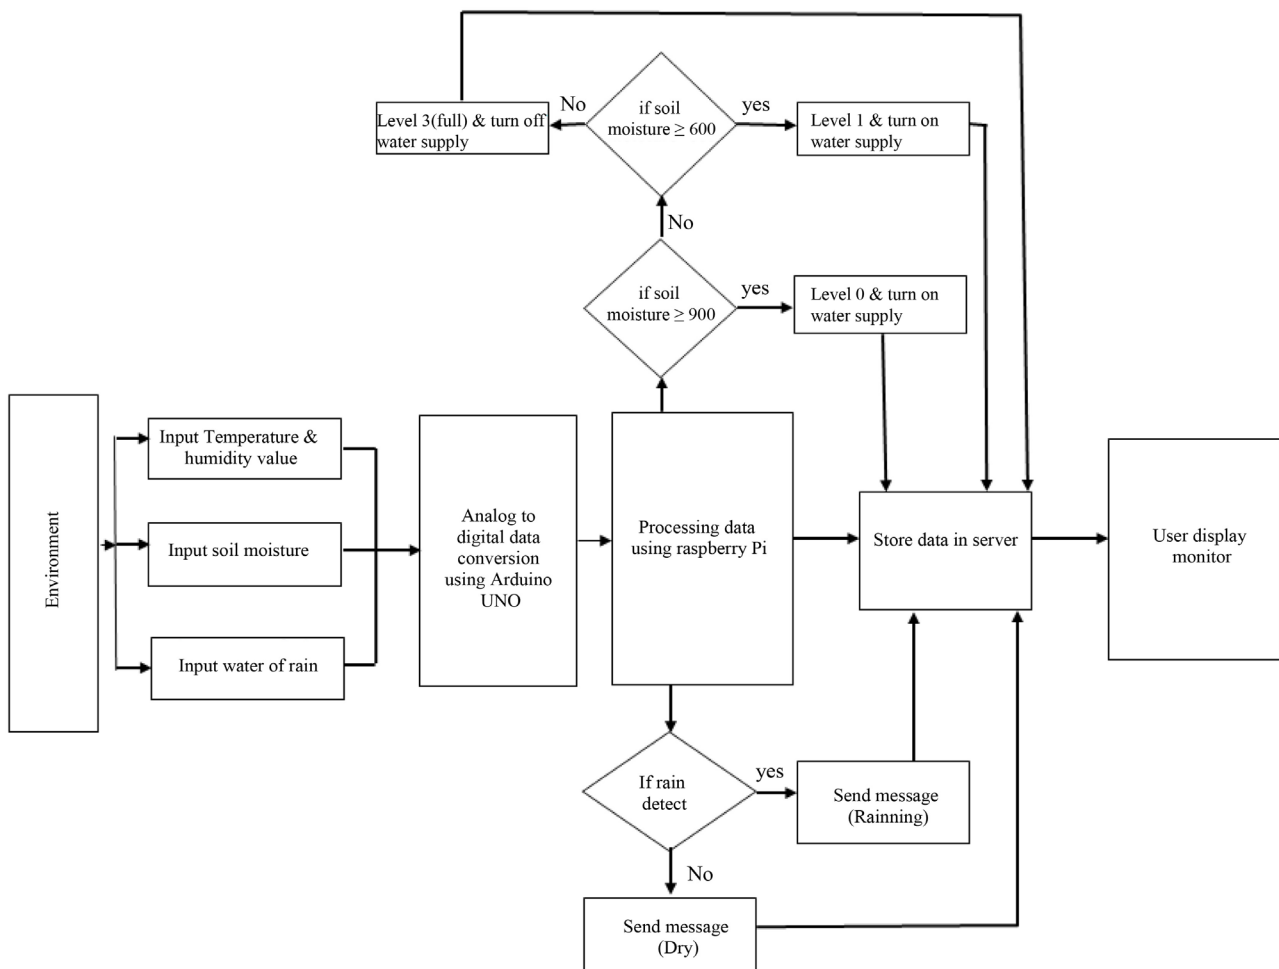 No
if soil
moisture ≥ 600
yes
Level 3(full) & turn off
water supply
Level 1 & turn on
water supply
No
if soil
moisture ≥ 900
yes
Level 0 & turn on
water supply
Environment
Input Temperature &
humidity value
Input soil moisture
Input water of rain
Analog to
digital data
conversion
using Arduino
UNO
Processing data
using raspberry Pi
Store data in server
User display
monitor
If rain
detect
yes
Send message
(Rainning)
No
Send message
(Dry)